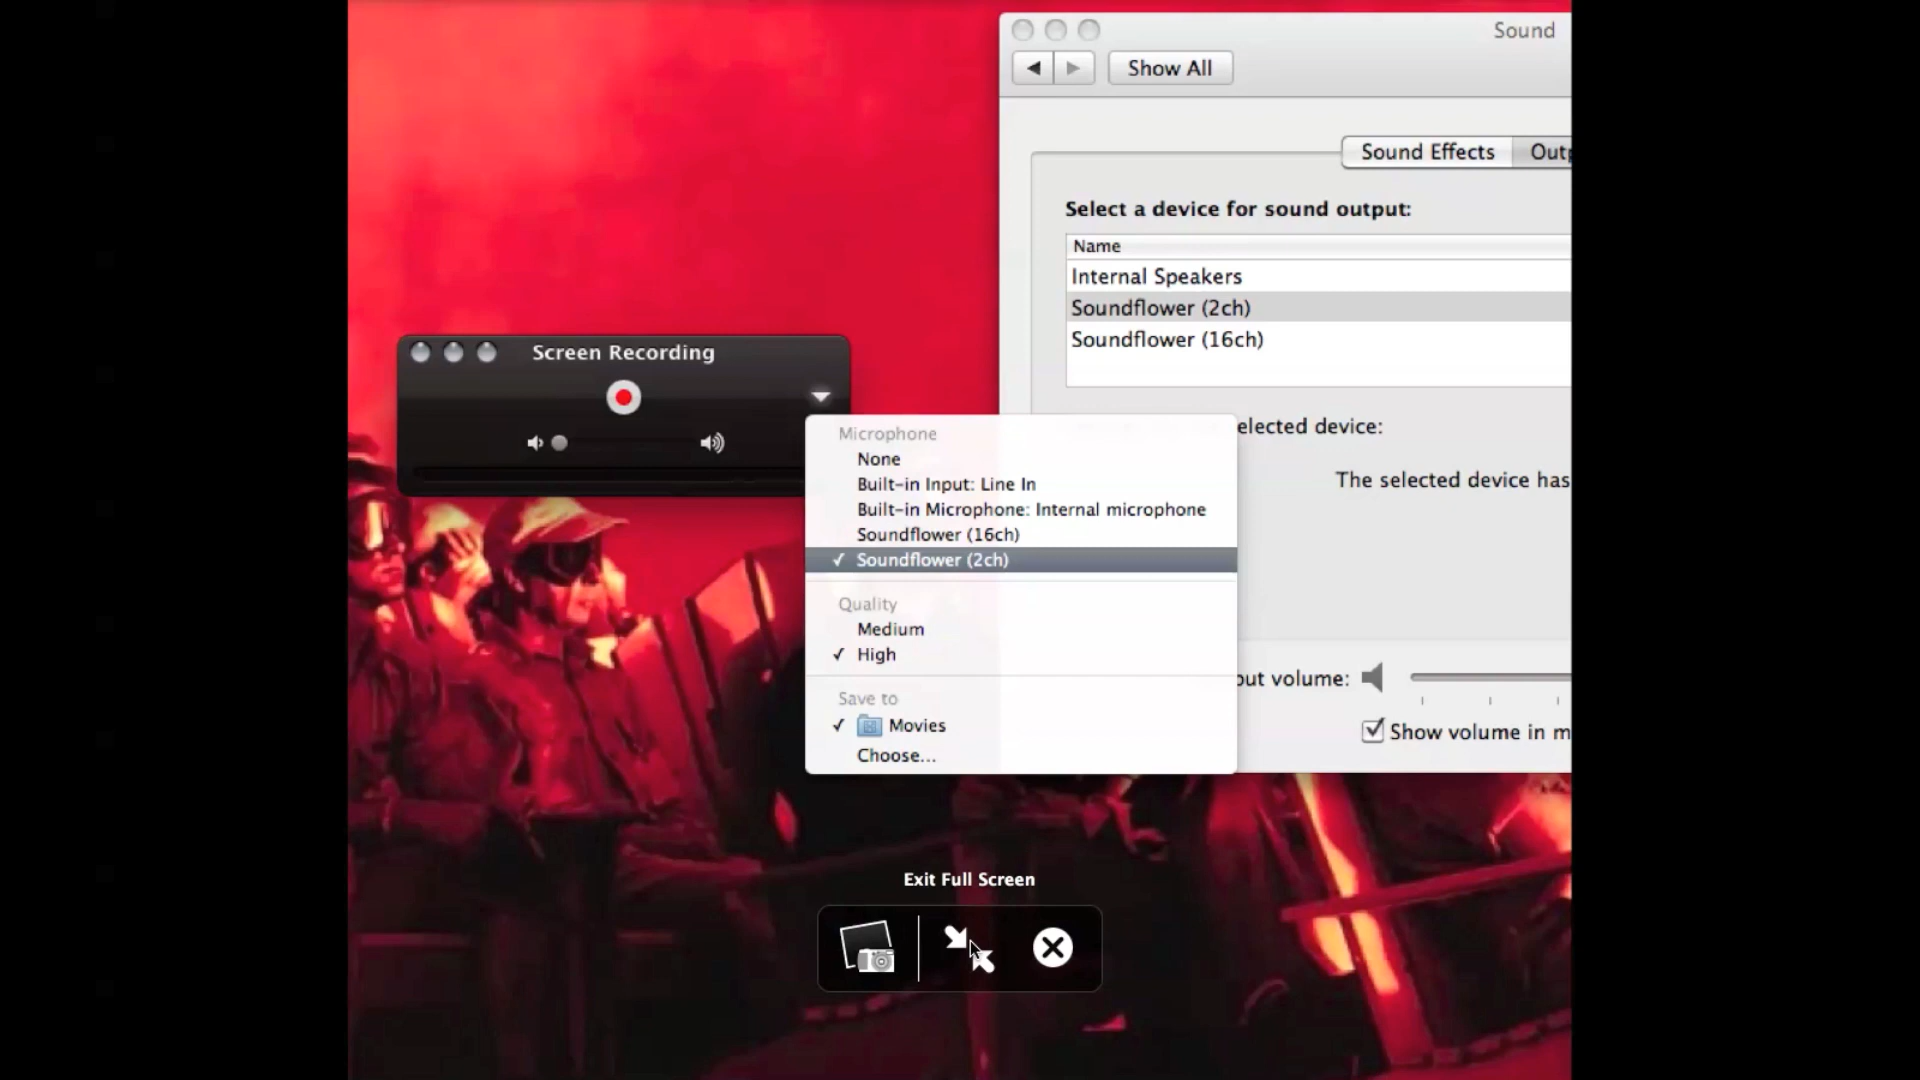 Sound
Show All
Sound Effects
Outp
Select a device for sound output:
Name
Internal Speakers
Soundflower (2ch)
Soundflower (16ch)
elected device:
The selected device has
out volume:
Show volume in m
Screen Recording
Microphone
None
Built-in Input: Line In
Built-in Microphone: Internal microphone
Soundflower (16ch)
✓ Soundflower (2ch)
Quality
Medium
✓ High
Save to
✓ Movies
Choose...
Exit Full Screen